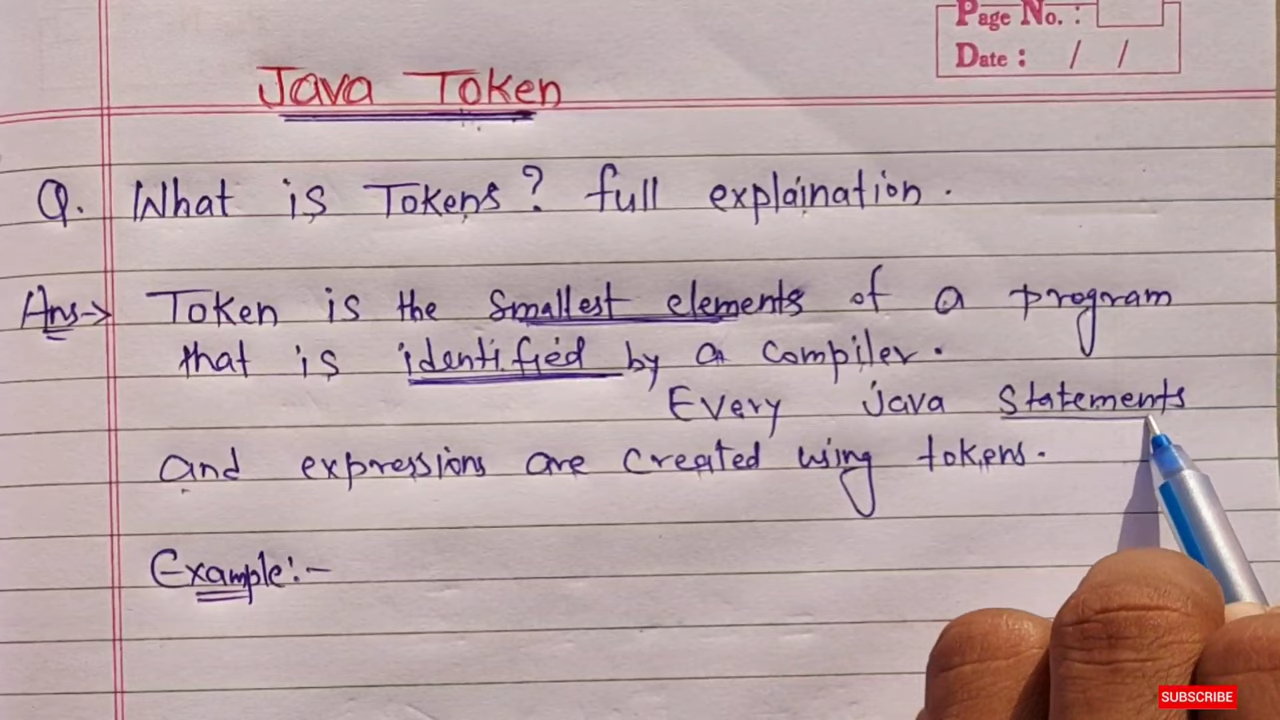 Page No. :
Date : / /
Java Token
Q. What is Tokens? full explaination.
Ans-> Token is the smallest elements of a program
that is identified by a compiler.
Every Java statements
and expressions are created using tokens.
Example:-
SUBSCRIBE